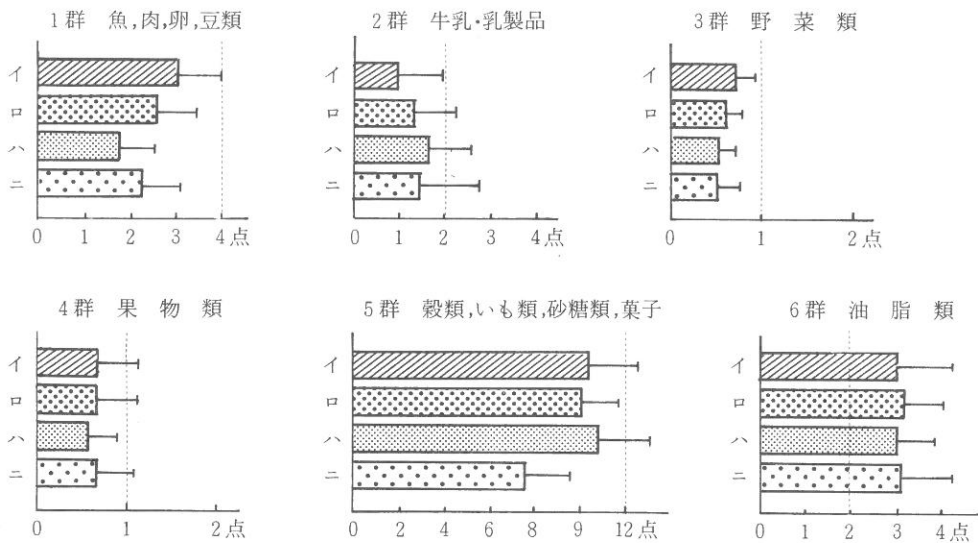 1群 魚,肉,卵,豆類
イ
ロ
ハ
ニ
0 1 2 3 4点
2群 牛乳・乳製品
イ
ロ
ハ
ニ
0 1 2 3 4点
3群 野菜類
イ
ロ
ハ
ニ
0 1 2点
4群 果物類
イ
ロ
ハ
ニ
0 1 2点
5群 穀類,いも類,砂糖類,菓子
イ
ロ
ハ
ニ
0 2 4 6 8 9 12点
6群 油脂類
イ
ロ
ハ
ニ
0 1 2 3 4点